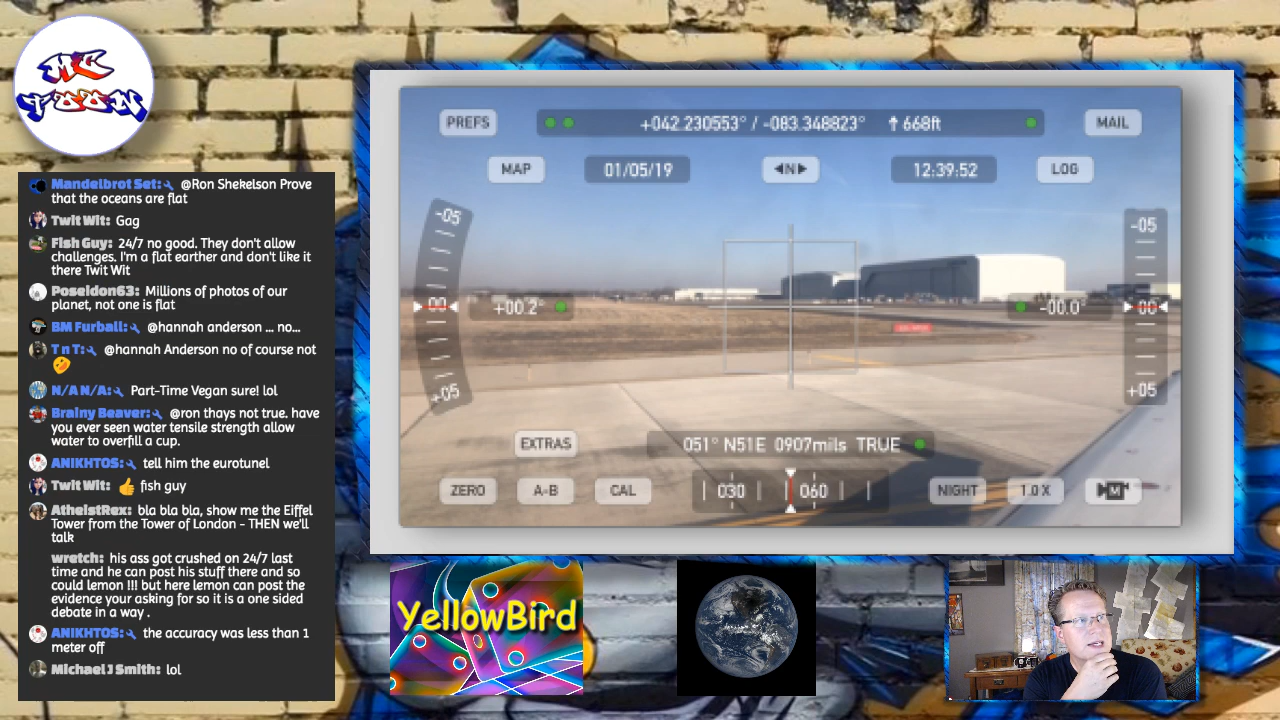 MC
TOON
Mandelbrot Set: @Ron Shekelson Prove
that the oceans are flat
Twit Wit: Gag
Fish Guy: 24/7 no good. They don't allow
challenges. I'm a flat earther and don't like it
there Twit Wit
Poseidon63: Millions of photos of our
planet, not one is flat
BM Furball: @hannah anderson ... no...
T n T: @hannah Anderson no of course not
N/A N/A: Part-Time Vegan sure! lol
Brainy Beaver: @ron thays not true. have
you ever seen water tensile strength allow
water to overfill a cup.
ANIKHTOS: tell him the eurotunel
Twit Wit: 👍 fish guy
AtheistRex: bla bla bla, show me the Eiffel
Tower from the Tower of London - THEN we'll
talk
wretch: his ass got crushed on 24/7 last
time and he can post his stuff there and so
could lemon !!! but here lemon can post the
evidence your asking for so it is a one sided
debate in a way .
ANIKHTOS: the accuracy was less than 1
meter off
Michael J Smith: lol
PREFS
+042.230553° / -083.348823° ↑ 668ft
MAIL
MAP
01/05/19
◀N▶
12:39:52
LOG
-05
00
+05
+00.2°
-00.0°
-05
00
+05
EXTRAS
051° N51E 0907mils TRUE
ZERO
A-B
CAL
030
060
NIGHT
1.0 X
M
YellowBird